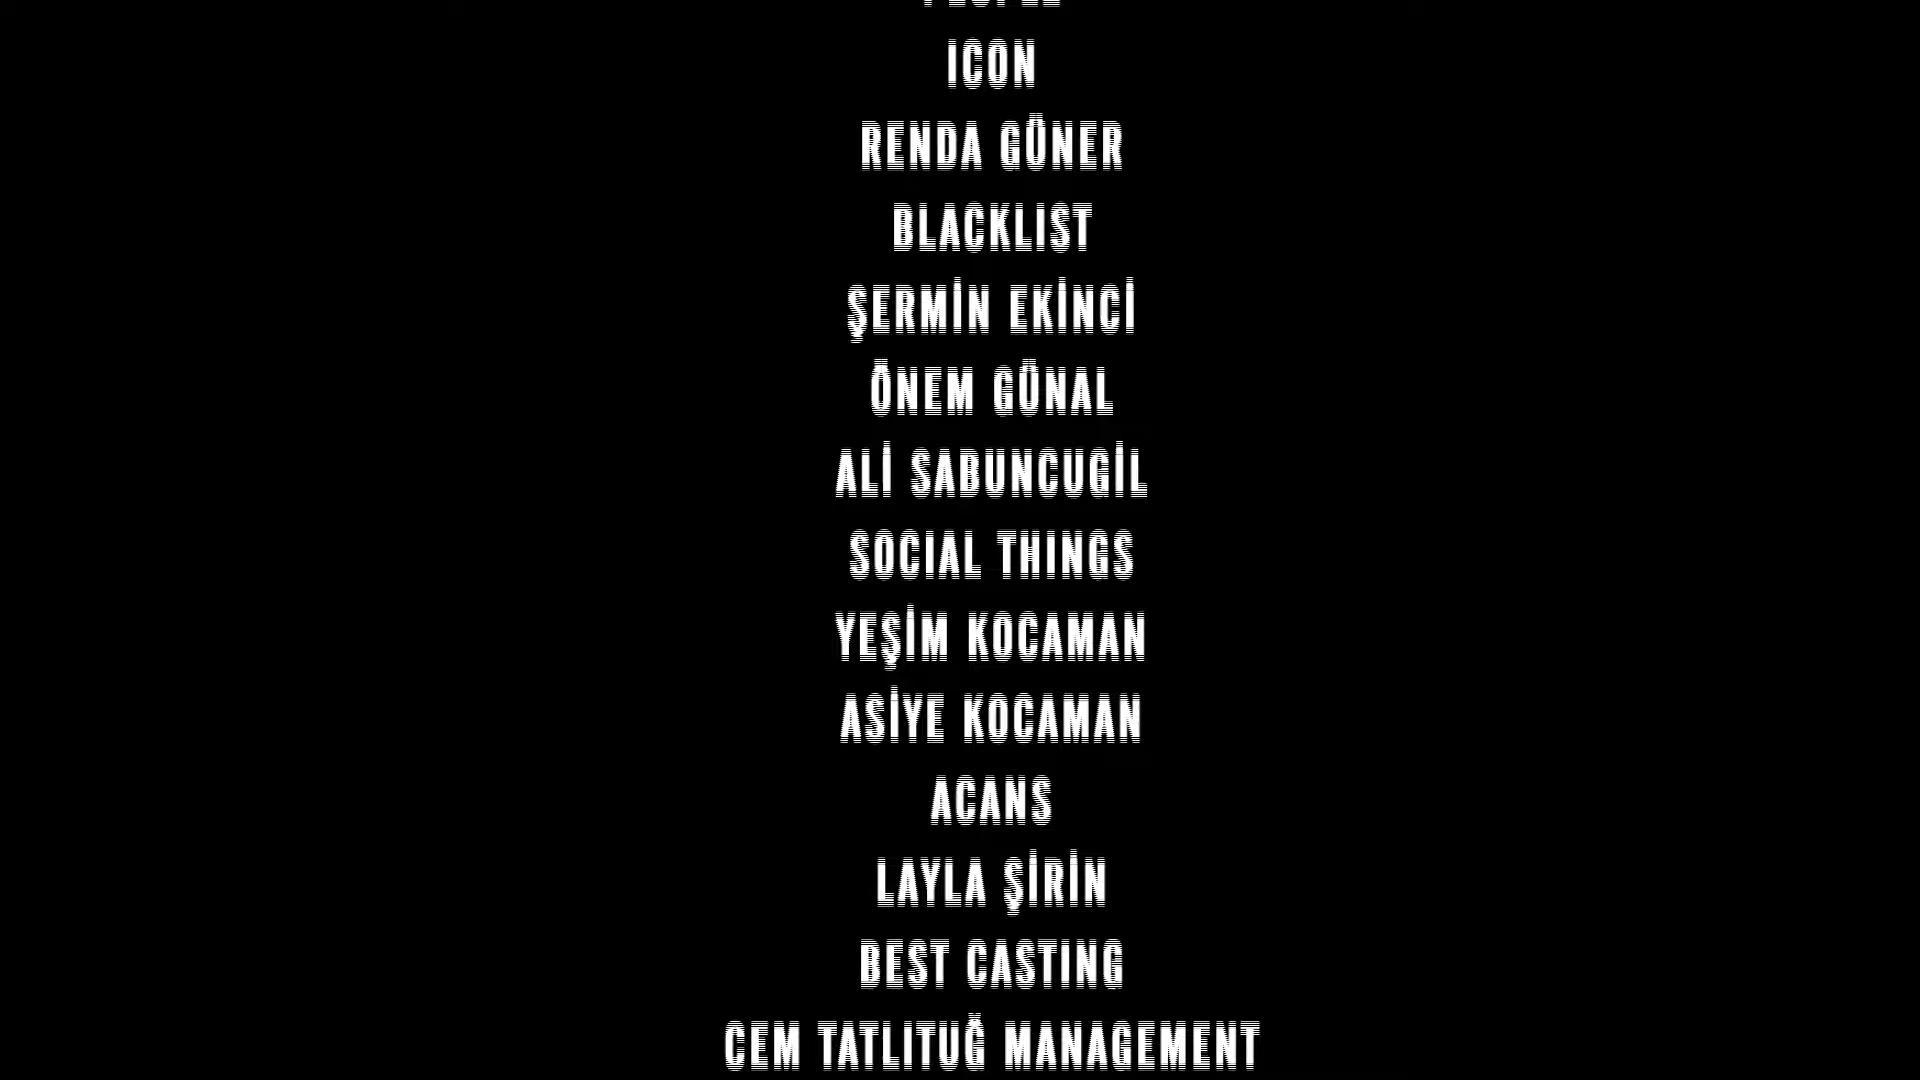 PEOPLE
ICON
RENDA GÜNER
BLACKLIST
ŞERMİN EKİNCİ
ÖNEM GÜNAL
ALİ SABUNCUGİL
SOCIAL THINGS
YEŞİM KOCAMAN
ASİYE KOCAMAN
ACANS
LAYLA ŞİRİN
BEST CASTING
CEM TATLITUĞ MANAGEMENT